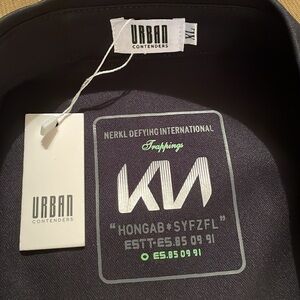 URBAN
CONTENDERS
XL
NERKL DEFYIHG INTERNATIONAL
Trappings
KN
"HONGAB*SYFZFL"
ESTT-ES.85 09 91
ES.85 09 91
URBAN
CONTENDERS